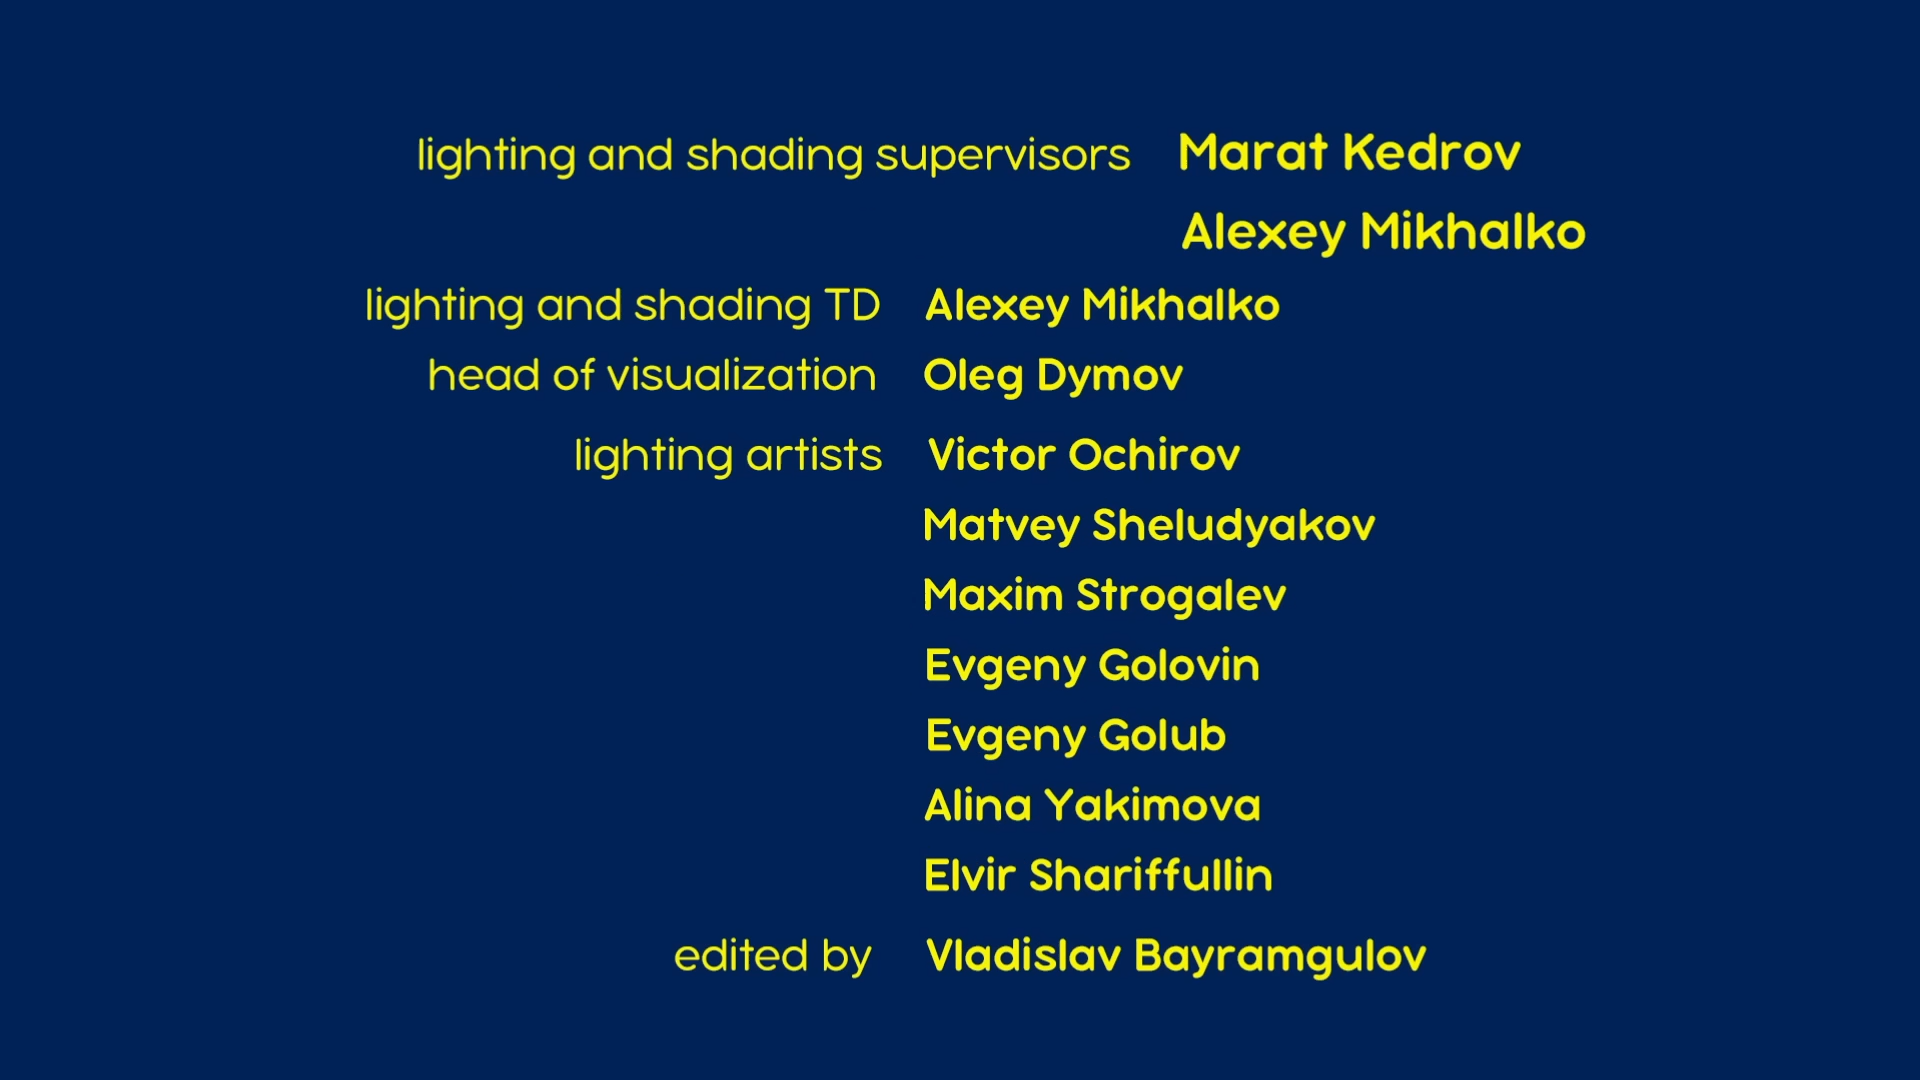 lighting and shading supervisors Marat Kedrov
Alexey Mikhalko
lighting and shading TD Alexey Mikhalko
head of visualization Oleg Dymov
lighting artists Victor Ochirov
Matvey Sheludyakov
Maxim Strogalev
Evgeny Golovin
Evgeny Golub
Alina Yakimova
Elvir Shariffullin
edited by Vladislav Bayramgulov